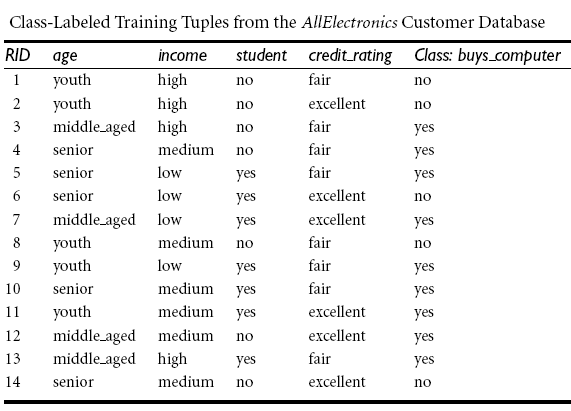 Class-Labeled Training Tuples from the AllElectronics Customer Database
RID age income student credit_rating Class: buys_computer
1 youth high no fair no
2 youth high no excellent no
3 middle_aged high no fair yes
4 senior medium no fair yes
5 senior low yes fair yes
6 senior low yes excellent no
7 middle_aged low yes excellent yes
8 youth medium no fair no
9 youth low yes fair yes
10 senior medium yes fair yes
11 youth medium yes excellent yes
12 middle_aged medium no excellent yes
13 middle_aged high yes fair yes
14 senior medium no excellent no